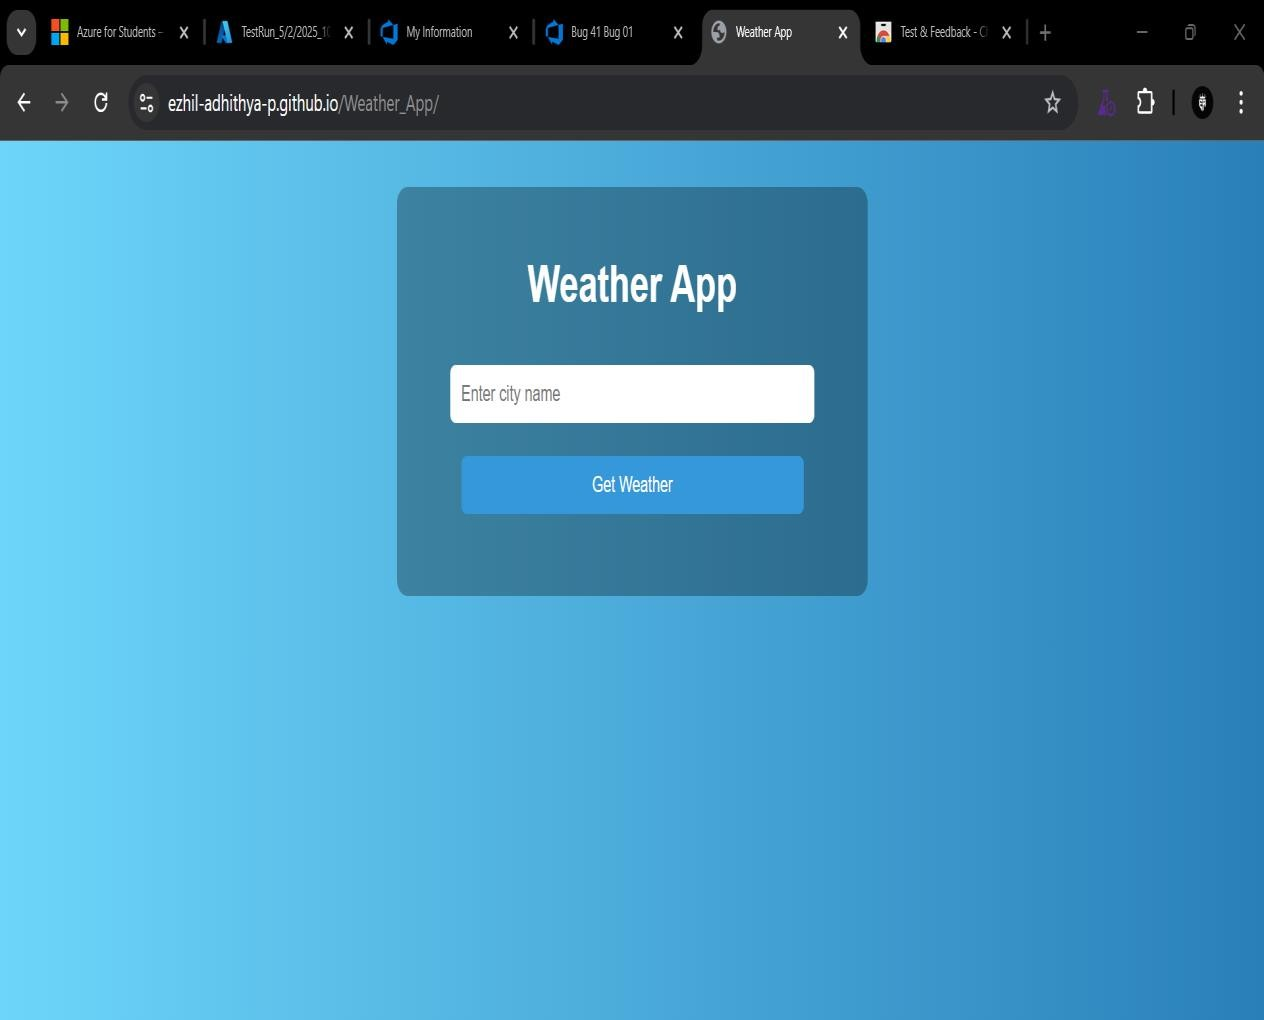 Azure for Students -
TestRun_5/2/2025_10
My Information
Bug 41 Bug 01
Weather App
Test & Feedback - C
ezhil-adhithya-p.github.io/Weather_App/
Weather App
Enter city name
Get Weather